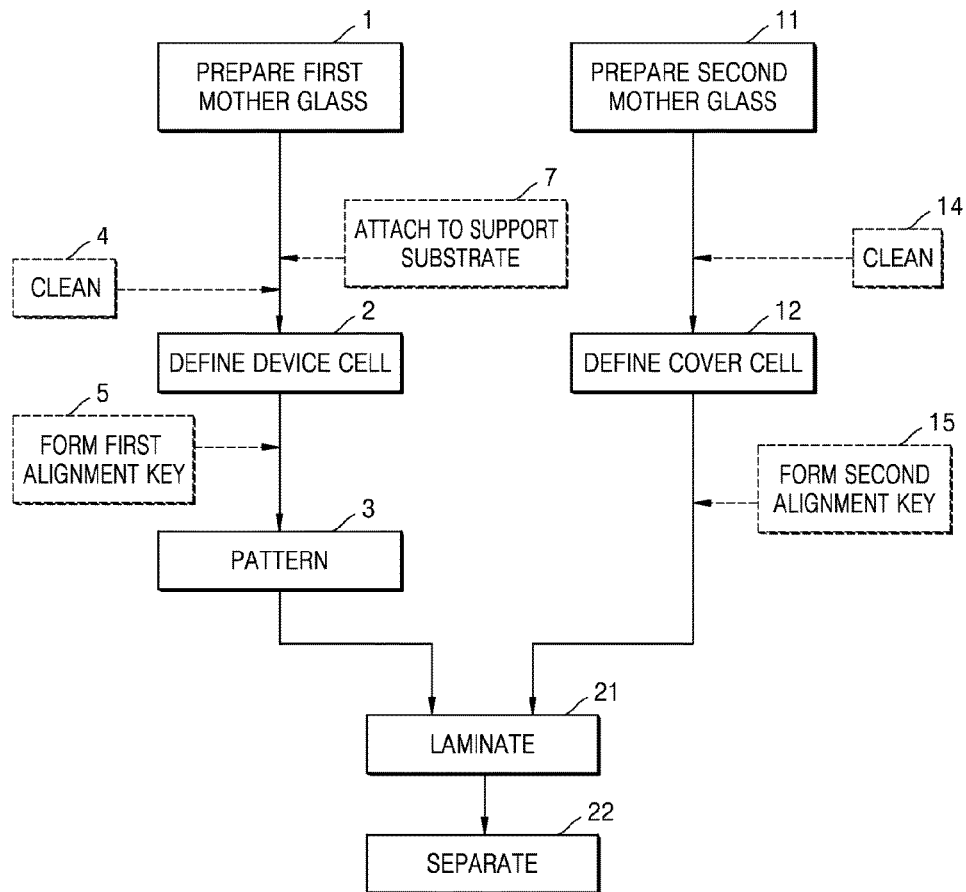 1
PREPARE FIRST
MOTHER GLASS
11
PREPARE SECOND
MOTHER GLASS
7
ATTACH TO SUPPORT
SUBSTRATE
4
CLEAN
14
CLEAN
2
DEFINE DEVICE CELL
12
DEFINE COVER CELL
5
FORM FIRST
ALIGNMENT KEY
15
FORM SECOND
ALIGNMENT KEY
3
PATTERN
21
LAMINATE
22
SEPARATE